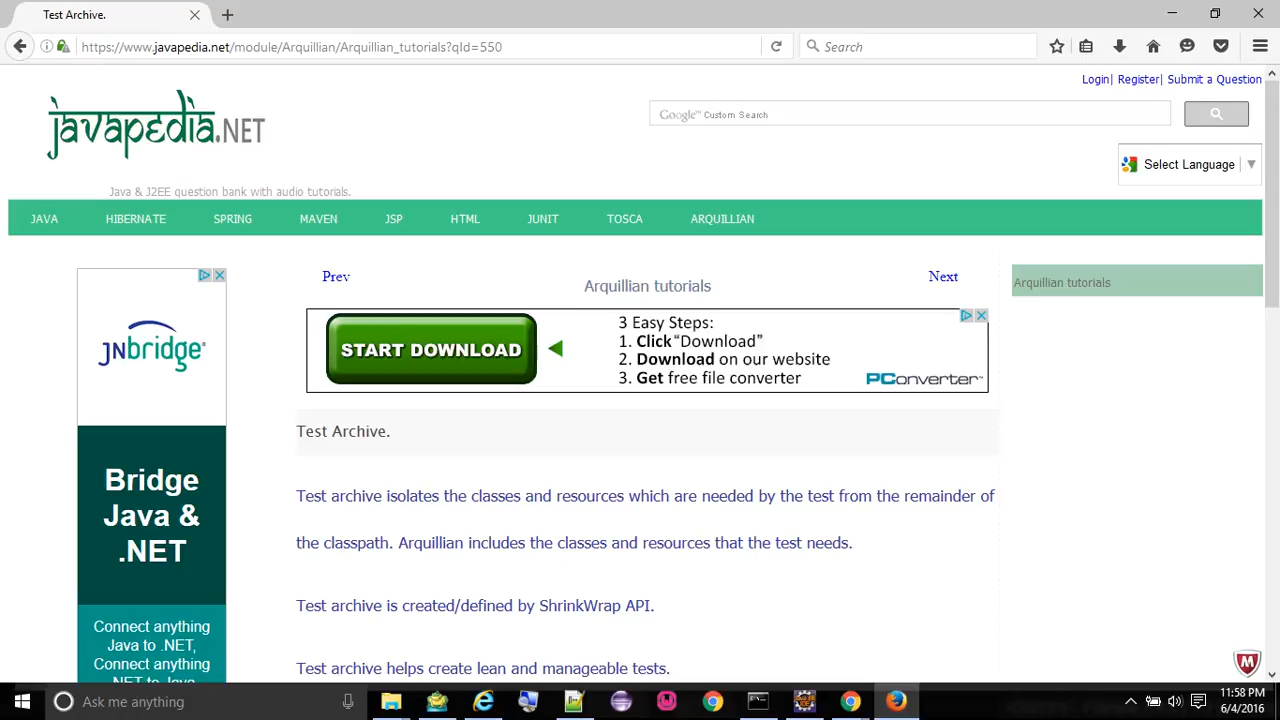 Test Archive.
https://www.javapedia.net/module/Arquillian/Arquillian_tutorials?qId=550
Search
Login| Register| Submit a Question
javapedia.NET
Google™ Custom Search
Select Language ▼
Java & J2EE question bank with audio tutorials.
JAVA HIBERNATE SPRING MAVEN JSP HTML JUNIT TOSCA ARQUILLIAN
Prev
Arquillian tutorials
Next
Arquillian tutorials
jnbridge
Bridge
Java &
.NET
Connect anything
Java to .NET,
Connect anything
.NET to Java
START DOWNLOAD
3 Easy Steps:
1. Click “Download”
2. Download on our website
3. Get free file converter
PCONVERTER™
Test Archive.
Test archive isolates the classes and resources which are needed by the test from the remainder of
the classpath. Arquillian includes the classes and resources that the test needs.
Test archive is created/defined by ShrinkWrap API.
Test archive helps create lean and manageable tests.
Ask me anything
11:58 PM
6/4/2016